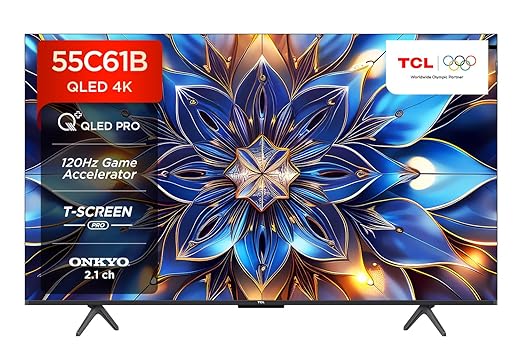 55C61B
QLED 4K
QLED PRO
120Hz Game
Accelerator
T-SCREEN
PRO
ONKYO
2.1 ch
TCL
Worldwide Olympic Partner
TCL